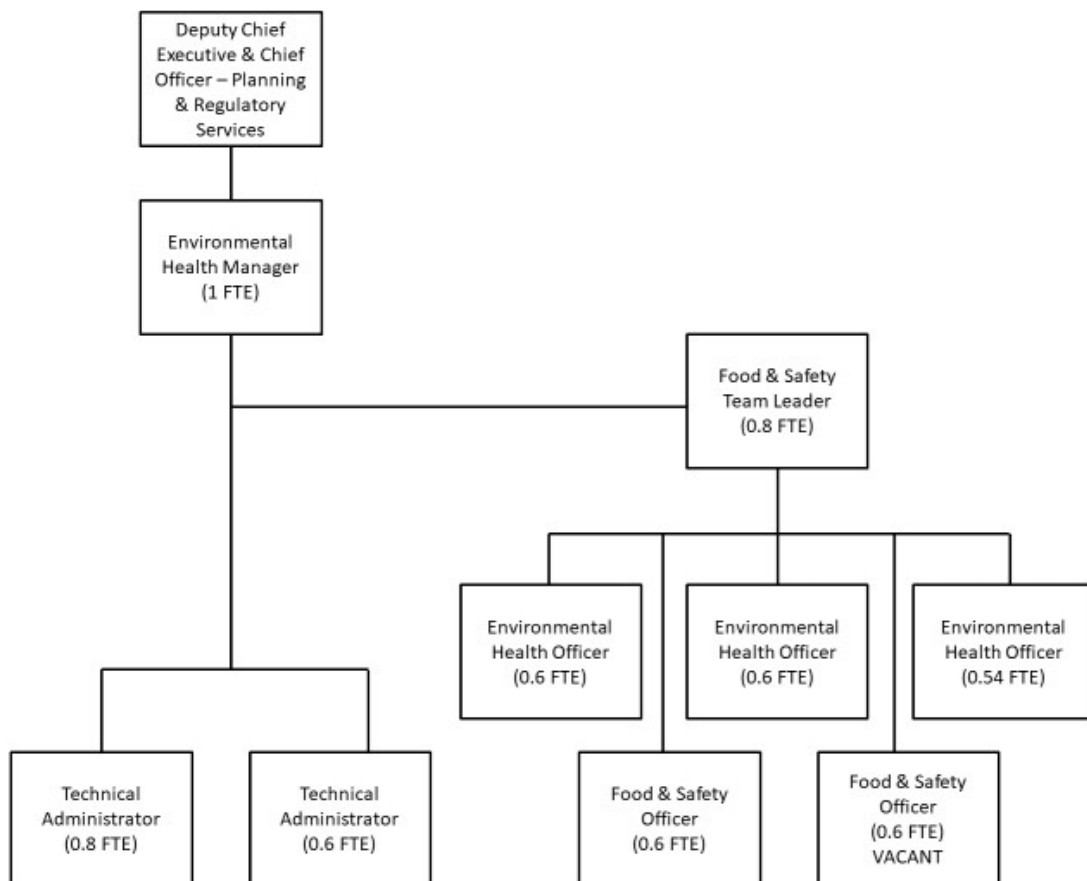 Deputy Chief
Executive & Chief
Officer – Planning
& Regulatory
Services
Environmental
Health Manager
(1 FTE)
Food & Safety
Team Leader
(0.8 FTE)
Environmental
Health Officer
(0.6 FTE)
Environmental
Health Officer
(0.6 FTE)
Environmental
Health Officer
(0.54 FTE)
Technical
Administrator
(0.8 FTE)
Technical
Administrator
(0.6 FTE)
Food & Safety
Officer
(0.6 FTE)
Food & Safety
Officer
(0.6 FTE)
VACANT